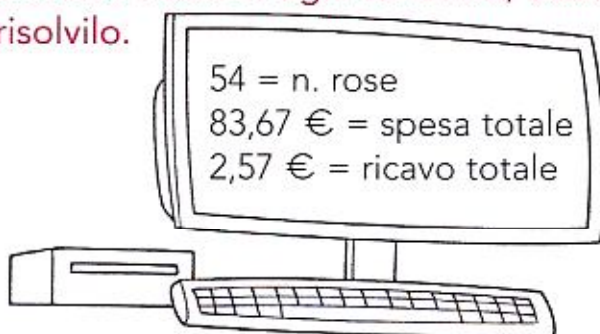 risolvilo.
54 = n. rose
83,67 € = spesa totale
2,57 € = ricavo totale